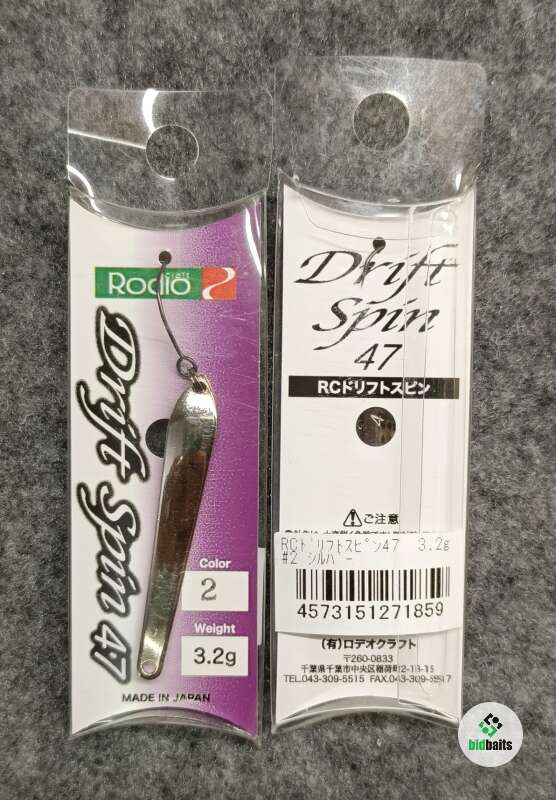 craft
Rodio
Drift Spin 47
Color
2
Weight
3.2g
MADE IN JAPAN
Drift
Spin
47
RCドリフトスピン
4
ご注意
RCドリフトスピン47 3.2g
#2 シルバー
4573151271859
(有)ロデオクラフト
〒260-0833
千葉県千葉市中央区稲荷町2-18-15
TEL.043-309-5515 FAX.043-309-5517
bidbaits